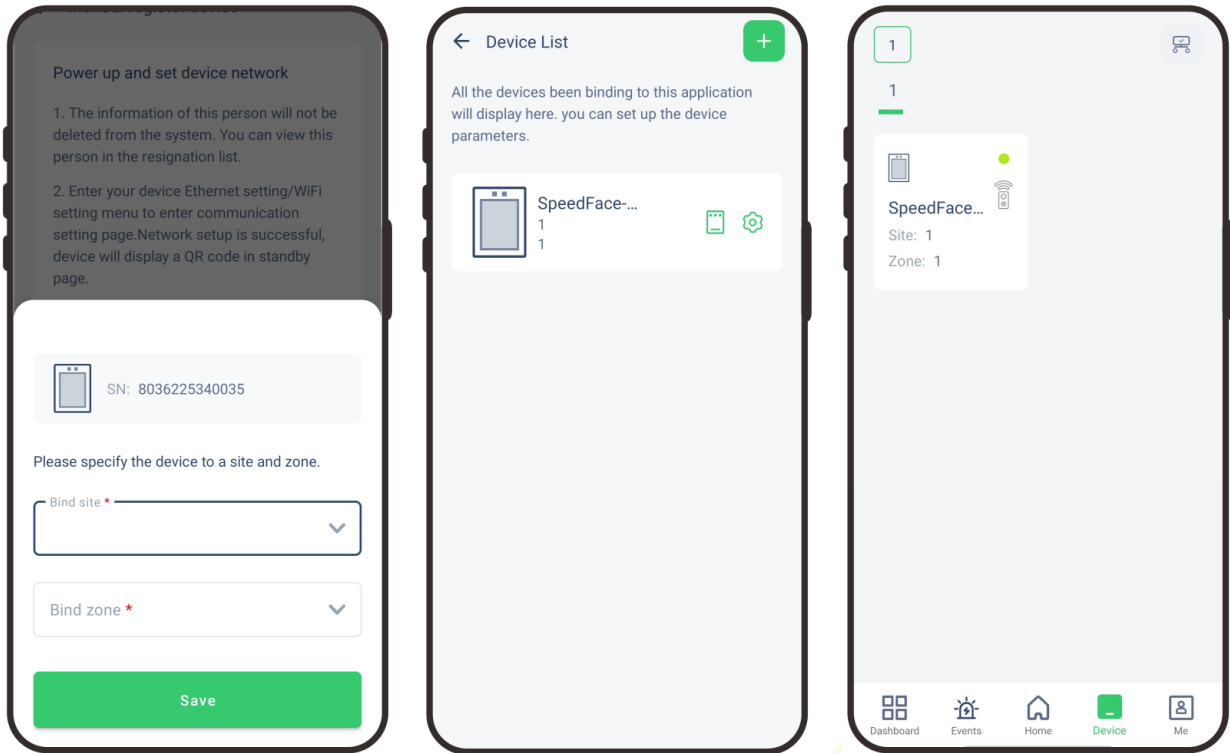 Manual register device
Power up and set device network
1. The information of this person will not be
deleted from the system. You can view this
person in the resignation list.
2. Enter your device Ethernet setting/WiFi
setting menu to enter communication
setting page.Network setup is successful,
device will display a QR code in standby
page.
SN: 8036225340035
Please specify the device to a site and zone.
Bind site *
Bind zone *
Save
Device List
All the devices been binding to this application
will display here. you can set up the device
parameters.
SpeedFace-...
1
1
1
1
SpeedFace...
Site: 1
Zone: 1
Dashboard
Events
Home
Device
Me